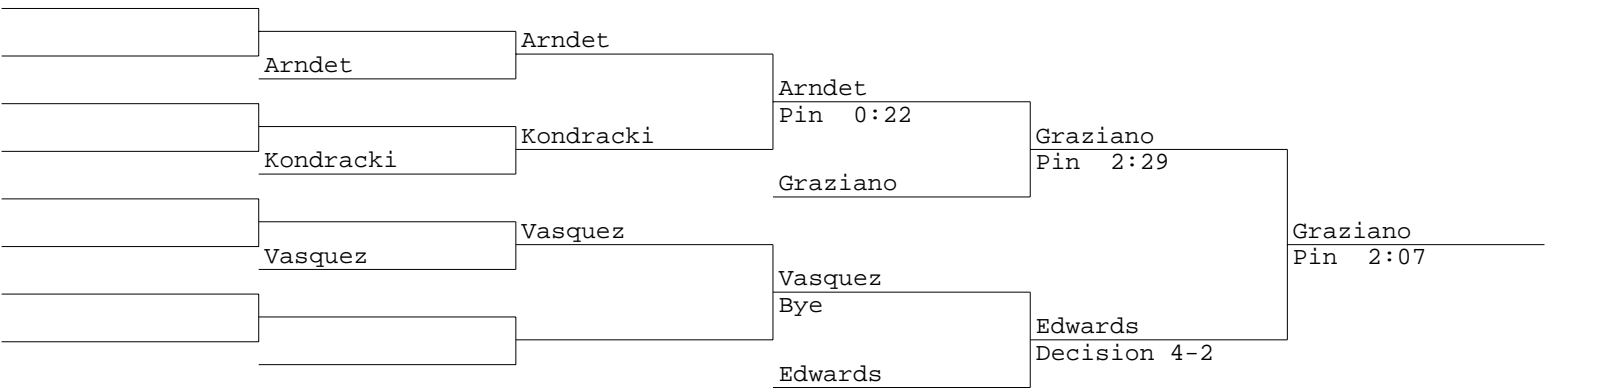 Arndet
Arndet
Arndet
Pin 0:22
Kondracki
Graziano
Kondracki
Pin 2:29
Graziano
Vasquez
Graziano
Vasquez
Pin 2:07
Vasquez
Bye
Edwards
Decision 4-2
Edwards